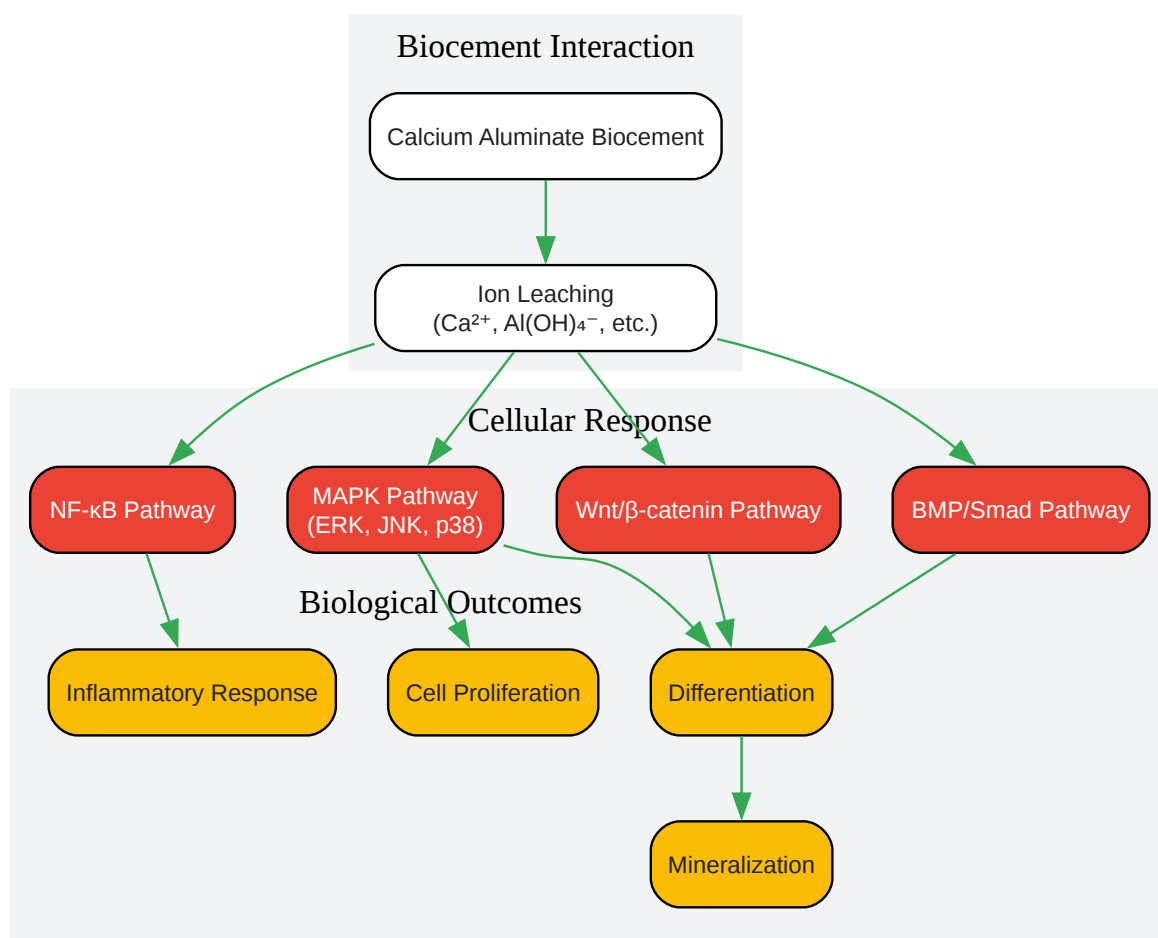 Biocement Interaction
Calcium Aluminate Biocement
Ion Leaching
(Ca²⁺, Al(OH)₄⁻, etc.)
Cellular Response
NF-κB Pathway
MAPK Pathway
(ERK, JNK, p38)
Wnt/β-catenin Pathway
BMP/Smad Pathway
Biological Outcomes
Inflammatory Response
Cell Proliferation
Differentiation
Mineralization